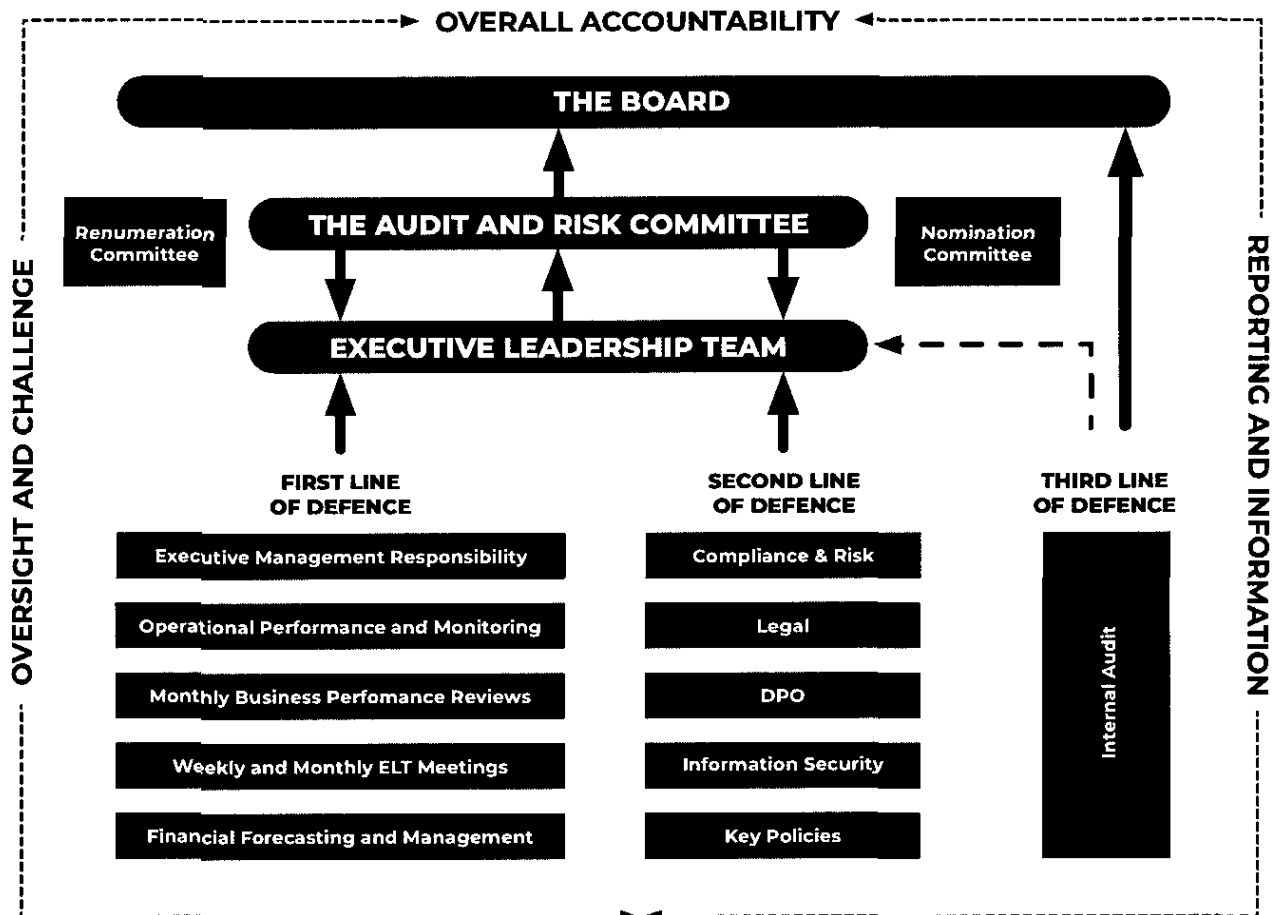 OVERALL ACCOUNTABILITY
THE BOARD
Renumeration
Committee
THE AUDIT AND RISK COMMITTEE
Nomination
Committee
EXECUTIVE LEADERSHIP TEAM
OVERSIGHT AND CHALLENGE
REPORTING AND INFORMATION
FIRST LINE
OF DEFENCE
Executive Management Responsibility
Operational Performance and Monitoring
Monthly Business Perfomance Reviews
Weekly and Monthly ELT Meetings
Financial Forecasting and Management
SECOND LINE
OF DEFENCE
Compliance & Risk
Legal
DPO
Information Security
Key Policies
THIRD LINE
OF DEFENCE
Internal Audit